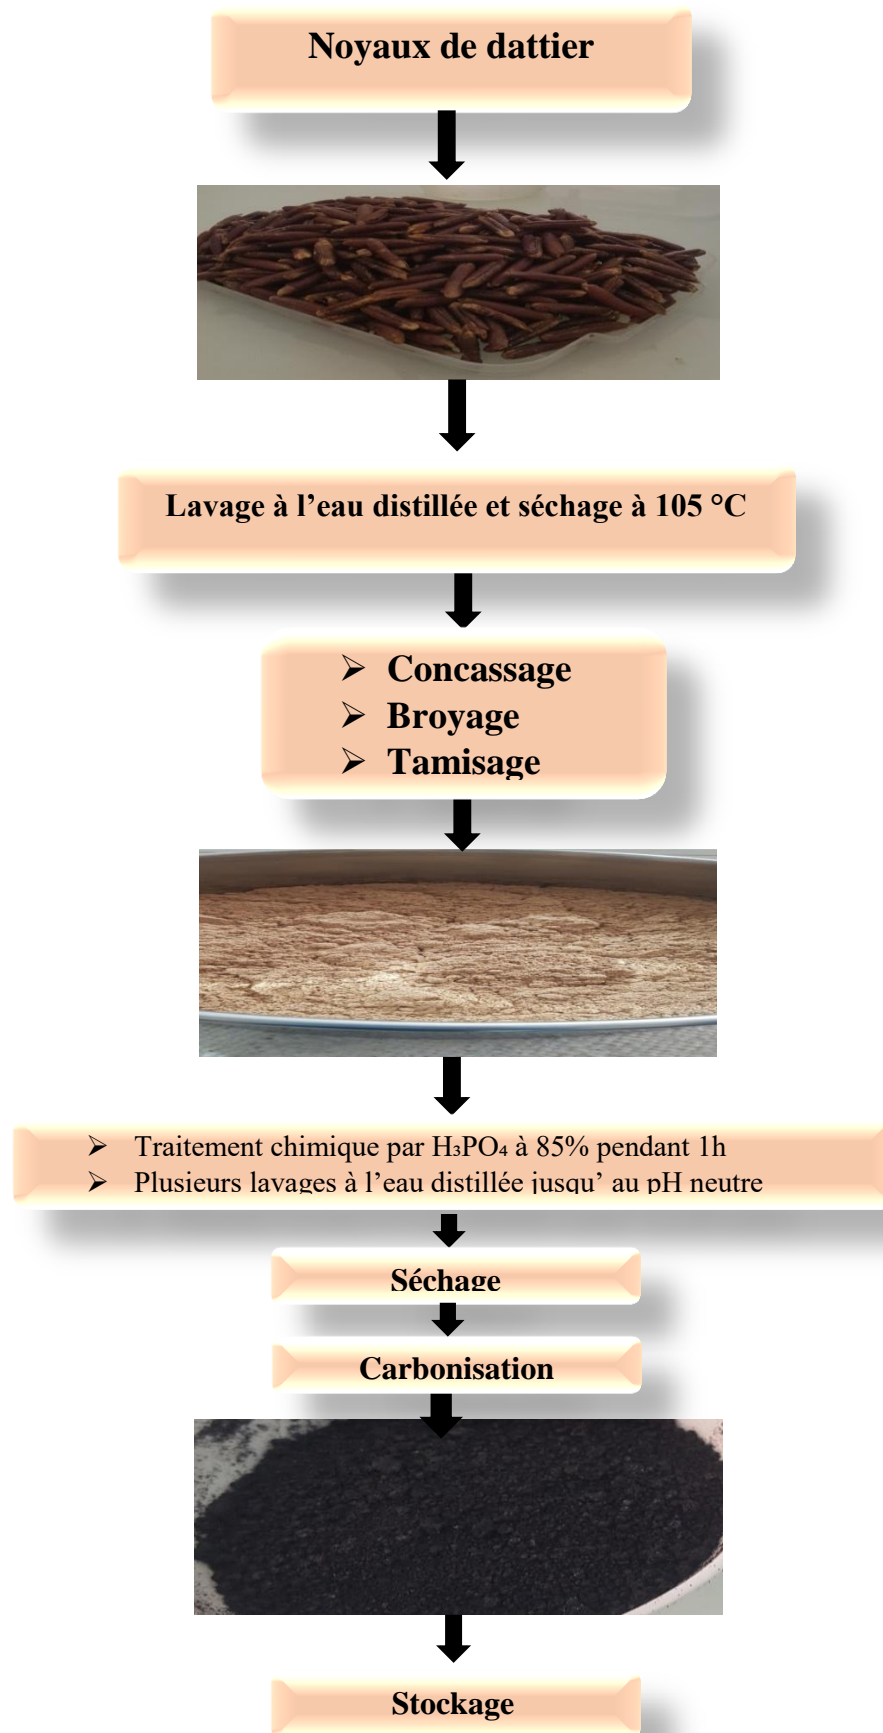 Noyaux de dattier
Lavage à l’eau distillée et séchage à 105 °C
➢ Concassage
➢ Broyage
➢ Tamisage
➢ Traitement chimique par H₃PO₄ à 85% pendant 1h
➢ Plusieurs lavages à l’eau distillée jusqu’ au pH neutre
Séchage
Carbonisation
Stockage